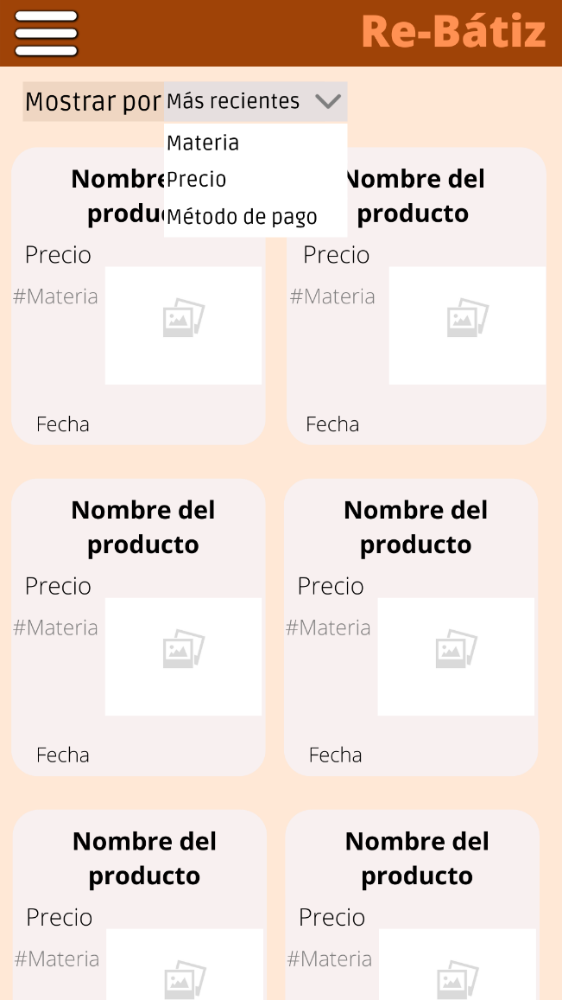 Re-Bátiz
Mostrar por
Más recientes
Materia
Precio
Método de pago
Nombre
produc
Precio
#Materia
Fecha
Nombre del
producto
Precio
#Materia
Fecha
Nombre del
producto
Precio
#Materia
Fecha
Nombre del
producto
Precio
#Materia
Fecha
Nombre del
producto
Precio
#Materia
Nombre del
producto
Precio
#Materia